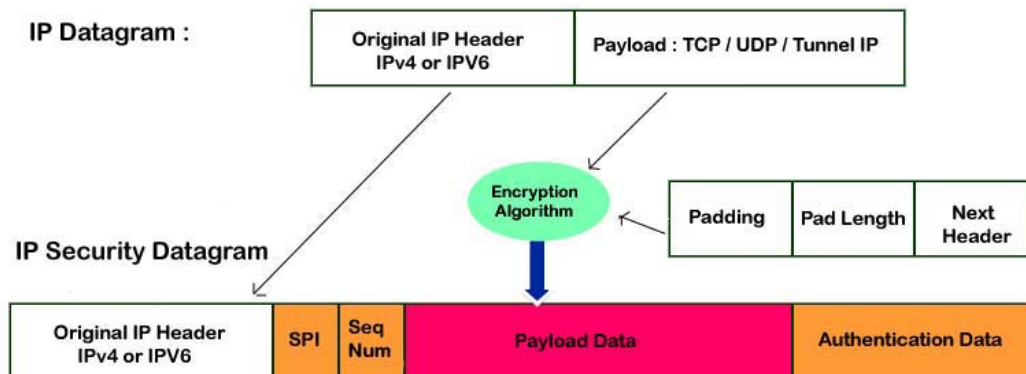 IP Datagram :
Original IP Header
IPv4 or IPV6
Payload : TCP / UDP / Tunnel IP
Encryption
Algorithm
Padding
Pad Length
Next
Header
IP Security Datagram
Original IP Header
IPv4 or IPV6
SPI
Seq
Num
Payload Data
Authentication Data